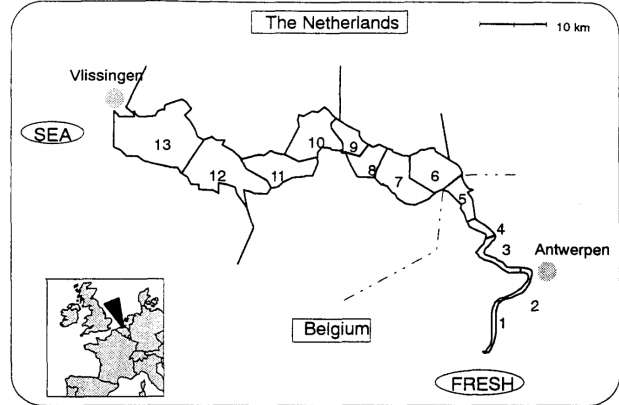 The Netherlands
10 km
Vlissingen
SEA
13
12
11
10
9
8
7
6
5
4
3
Antwerpen
2
1
Belgium
FRESH